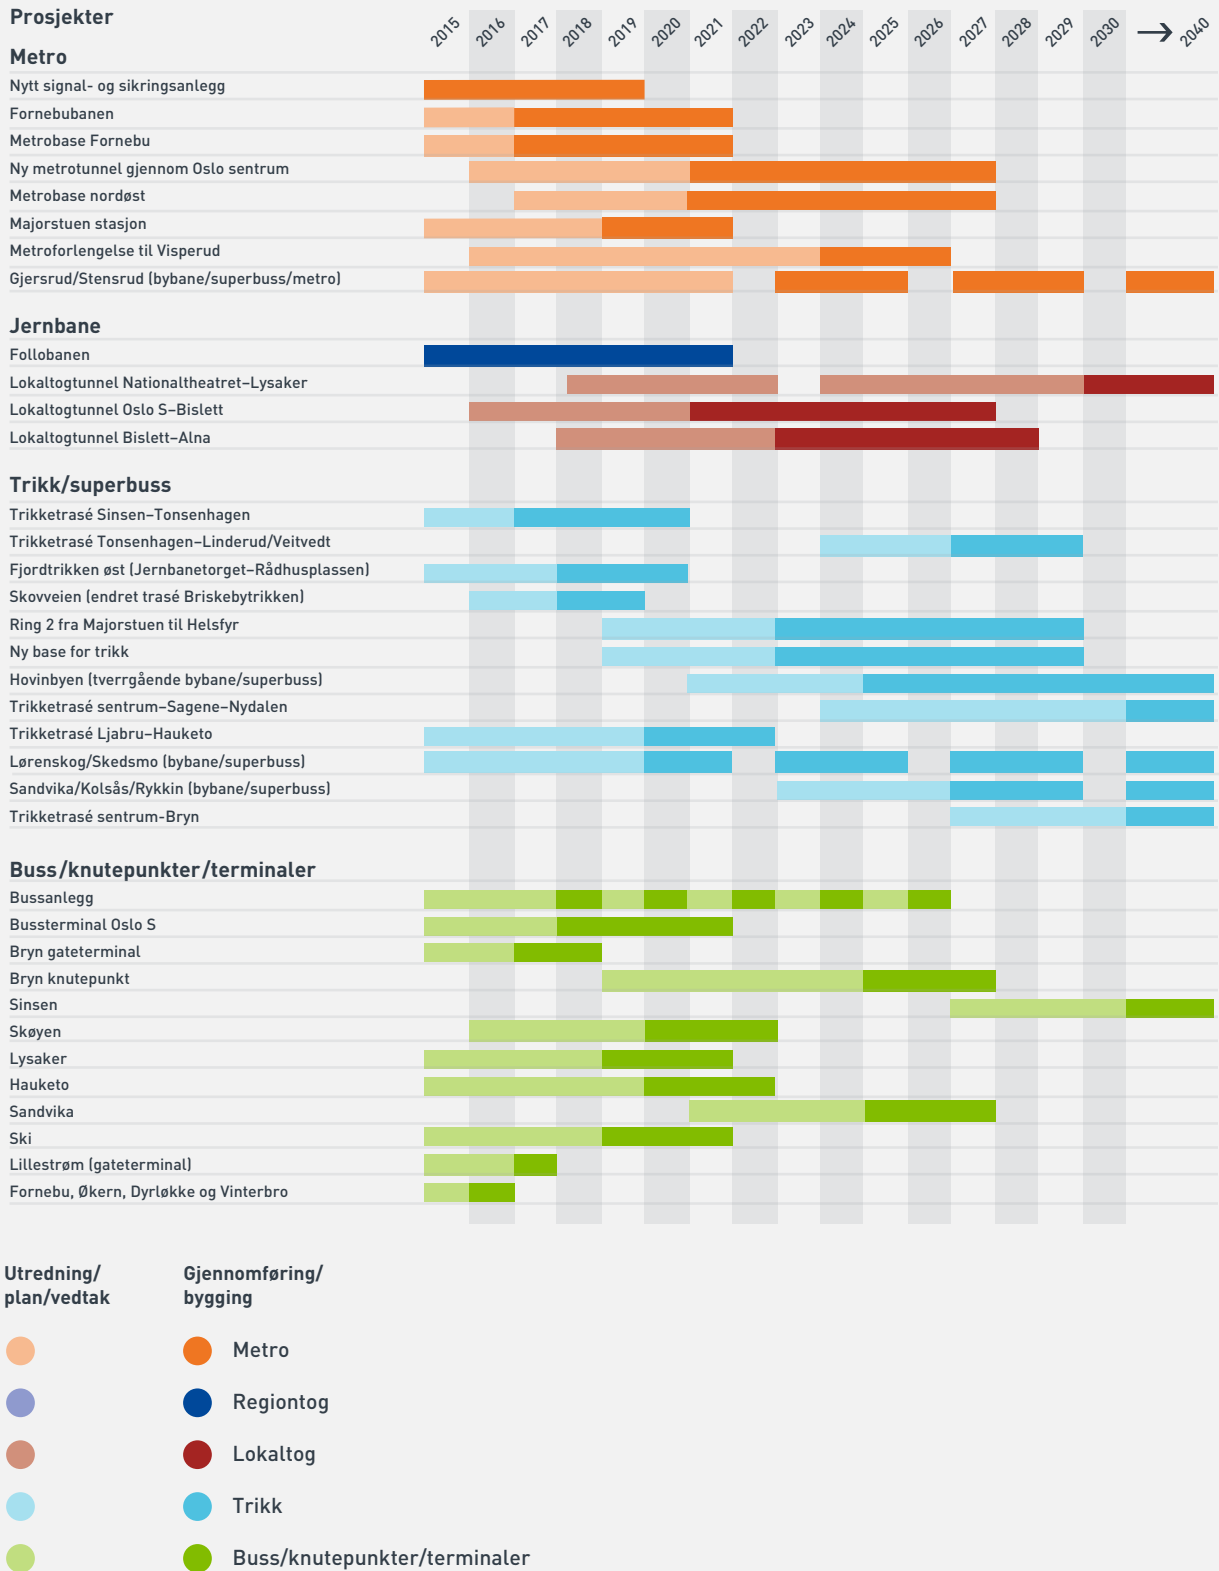 Prosjekter
2015 2016 2017 2018 2019 2020 2021 2022 2023 2024 2025 2026 2027 2028 2029 2030 → 2040
Metro
Nytt signal- og sikringsanlegg
Fornebubanen
Metrobase Fornebu
Ny metrotunnel gjennom Oslo sentrum
Metrobase nordøst
Majorstuen stasjon
Metroforlengelse til Visperud
Gjersrud/Stensrud (bybane/superbuss/metro)
Jernbane
Follobanen
Lokaltogtunnel Nationaltheatret–Lysaker
Lokaltogtunnel Oslo S–Bislett
Lokaltogtunnel Bislett–Alna
Trikk/superbuss
Trikketrasé Sinsen–Tonsenhagen
Trikketrasé Tonsenhagen–Linderud/Veitvedt
Fjordtrikken øst (Jernbanetorget–Rådhusplassen)
Skovveien (endret trasé Briskebytrikken)
Ring 2 fra Majorstuen til Helsfyr
Ny base for trikk
Hovinbyen (tverrgående bybane/superbuss)
Trikketrasé sentrum–Sagene–Nydalen
Trikketrasé Ljabru–Hauketo
Lørenskog/Skedsmo (bybane/superbuss)
Sandvika/Kolsås/Rykkin (bybane/superbuss)
Trikketrasé sentrum-Bryn
Buss/knutepunkter/terminaler
Bussanlegg
Bussterminal Oslo S
Bryn gateterminal
Bryn knutepunkt
Sinsen
Skøyen
Lysaker
Hauketo
Sandvika
Ski
Lillestrøm (gateterminal)
Fornebu, Økern, Dyrløkke og Vinterbro
Utredning/
plan/vedtak
Gjennomføring/
bygging
Metro
Regiontog
Lokaltog
Trikk
Buss/knutepunkter/terminaler